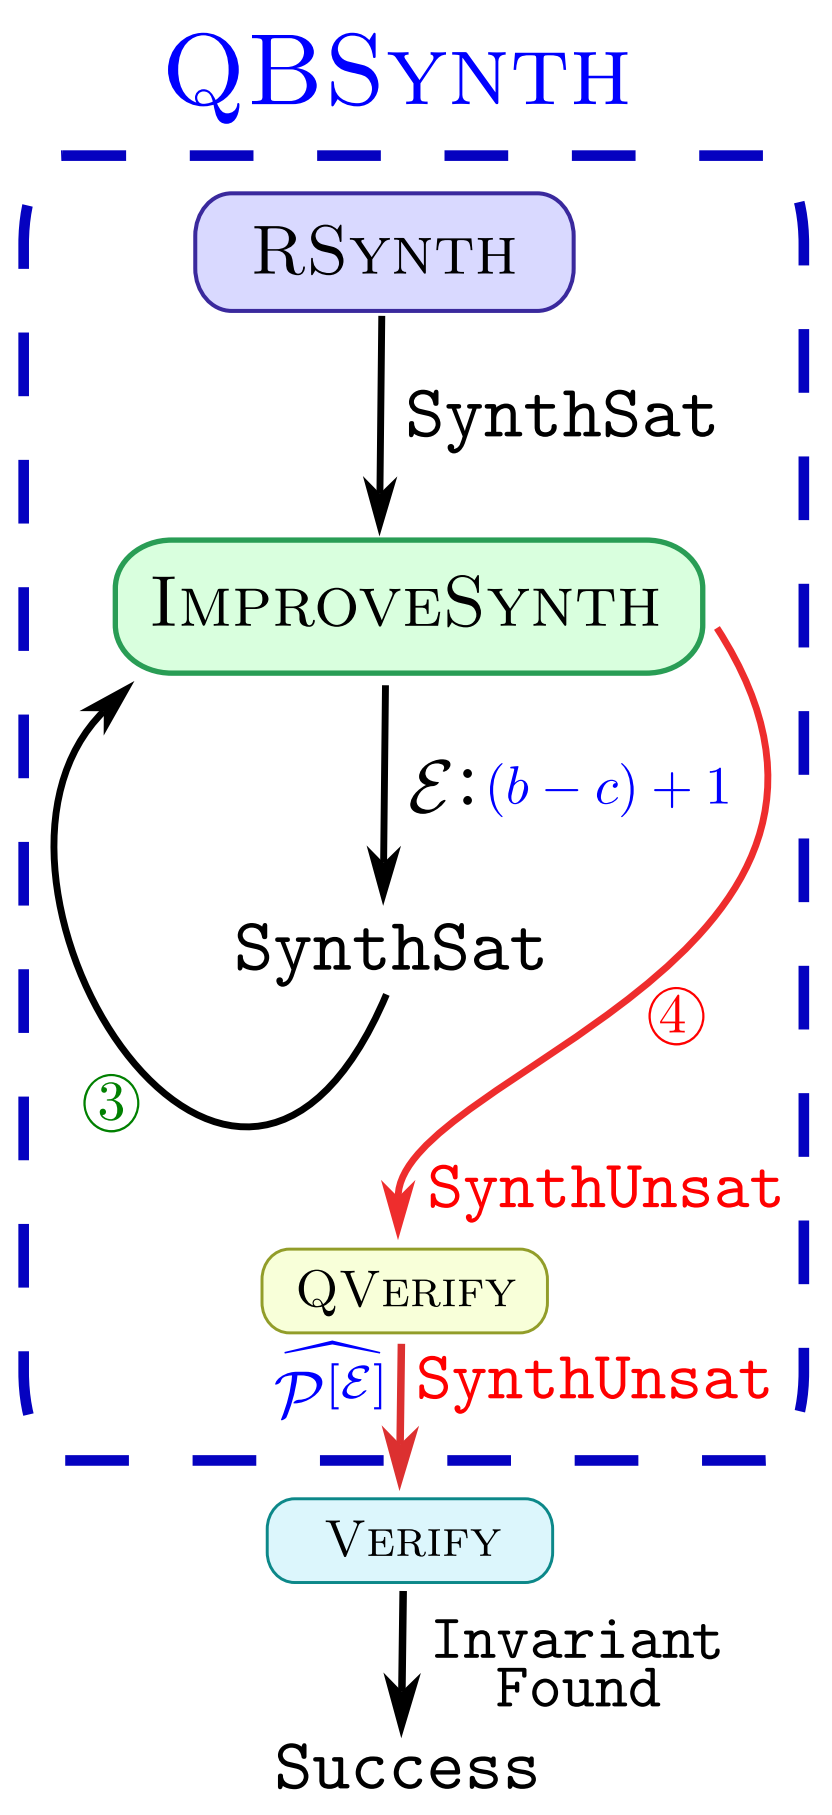 QBSYNTH
RSYNTH
SynthSat
IMPROVESYNTH
ℰ: (b − c) + 1
SynthSat
④
③
SynthUnsat
QVERIFY
\widehat{𝒫[ℰ]} SynthUnsat
VERIFY
Invariant
Found
Success